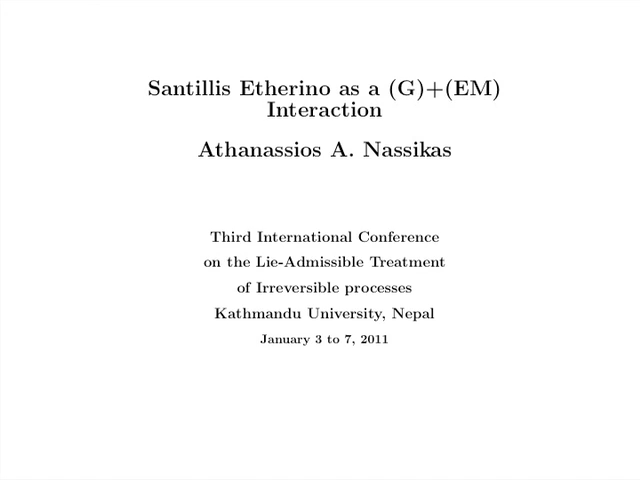 Santillis Etherino as a (G)+(EM)
Interaction
Athanassios A. Nassikas
Third International Conference
on the Lie-Admissible Treatment
of Irreversible processes
Kathmandu University, Nepal
January 3 to 7, 2011